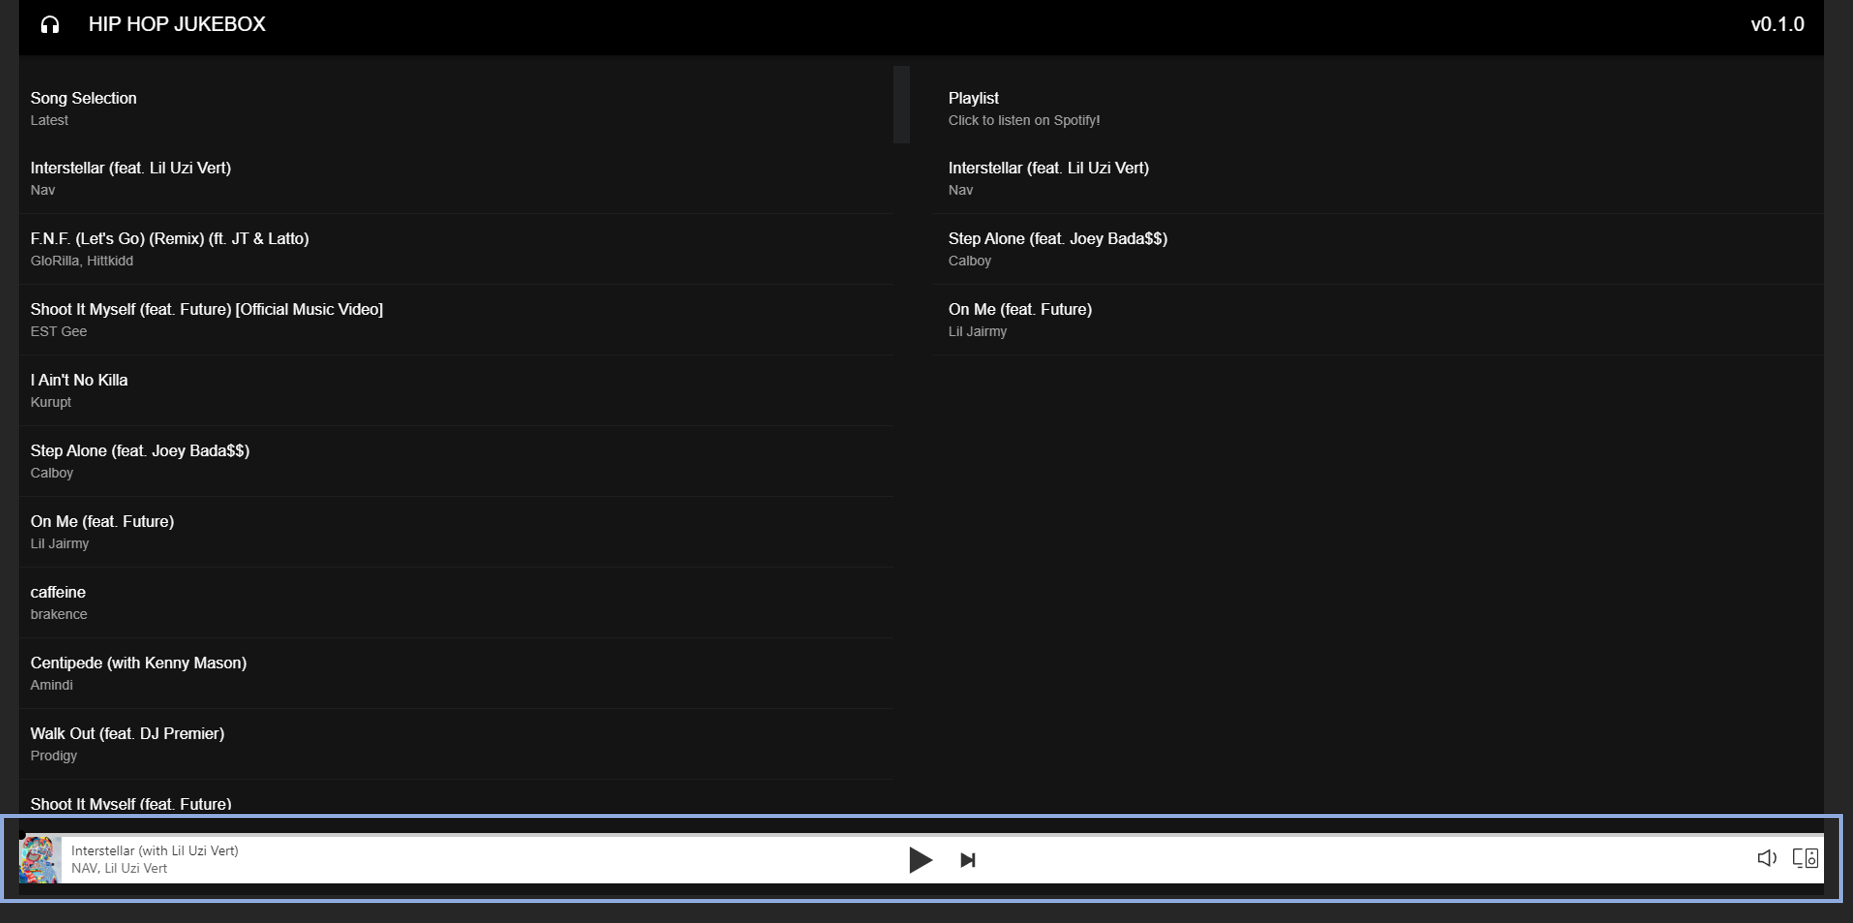 HIP HOP JUKEBOX
v0.1.0
Song Selection
Latest
Interstellar (feat. Lil Uzi Vert)
Nav
F.N.F. (Let's Go) (Remix) (ft. JT & Latto)
GloRilla, Hittkidd
Shoot It Myself (feat. Future) [Official Music Video]
EST Gee
I Ain't No Killa
Kurupt
Step Alone (feat. Joey Bada$$)
Calboy
On Me (feat. Future)
Lil Jairmy
caffeine
brakence
Centipede (with Kenny Mason)
Amindi
Walk Out (feat. DJ Premier)
Prodigy
Shoot It Myself (feat. Future)
Playlist
Click to listen on Spotify!
Interstellar (feat. Lil Uzi Vert)
Nav
Step Alone (feat. Joey Bada$$)
Calboy
On Me (feat. Future)
Lil Jairmy
Interstellar (with Lil Uzi Vert)
NAV, Lil Uzi Vert